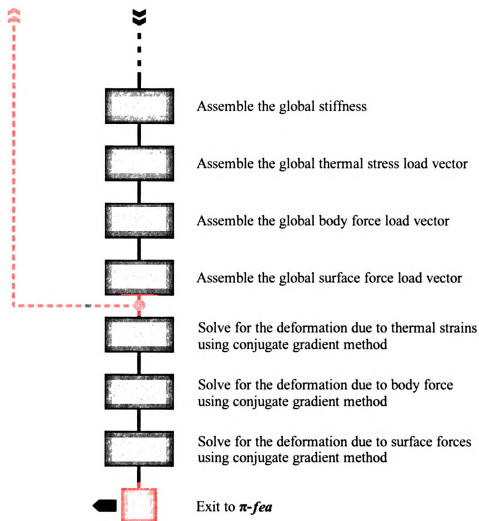 Assemble the global stiffness
Assemble the global thermal stress load vector
Assemble the global body force load vector
Assemble the global surface force load vector
Solve for the deformation due to thermal strains
using conjugate gradient method
Solve for the deformation due to body force
using conjugate gradient method
Solve for the deformation due to surface forces
using conjugate gradient method
Exit to π-fea